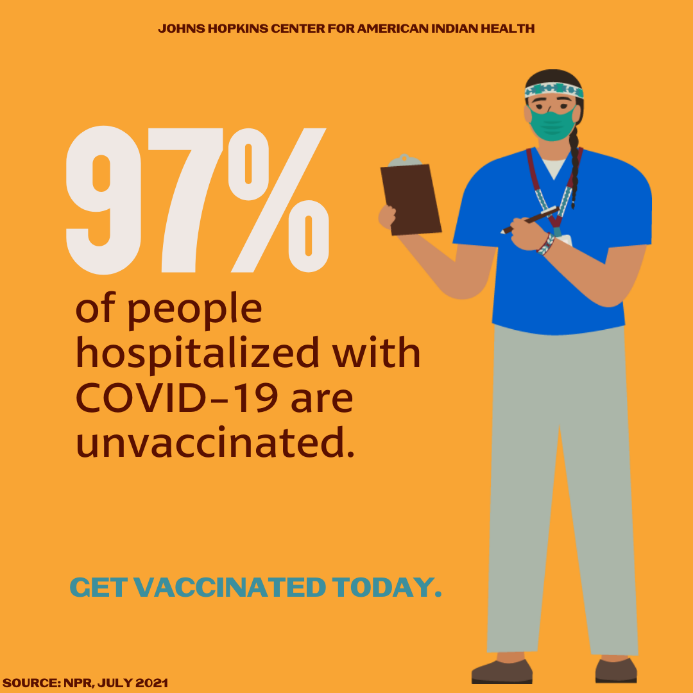 JOHNS HOPKINS CENTER FOR AMERICAN INDIAN HEALTH
97%
of people
hospitalized with
COVID-19 are
unvaccinated.
GET VACCINATED TODAY.
SOURCE: NPR, JULY 2021